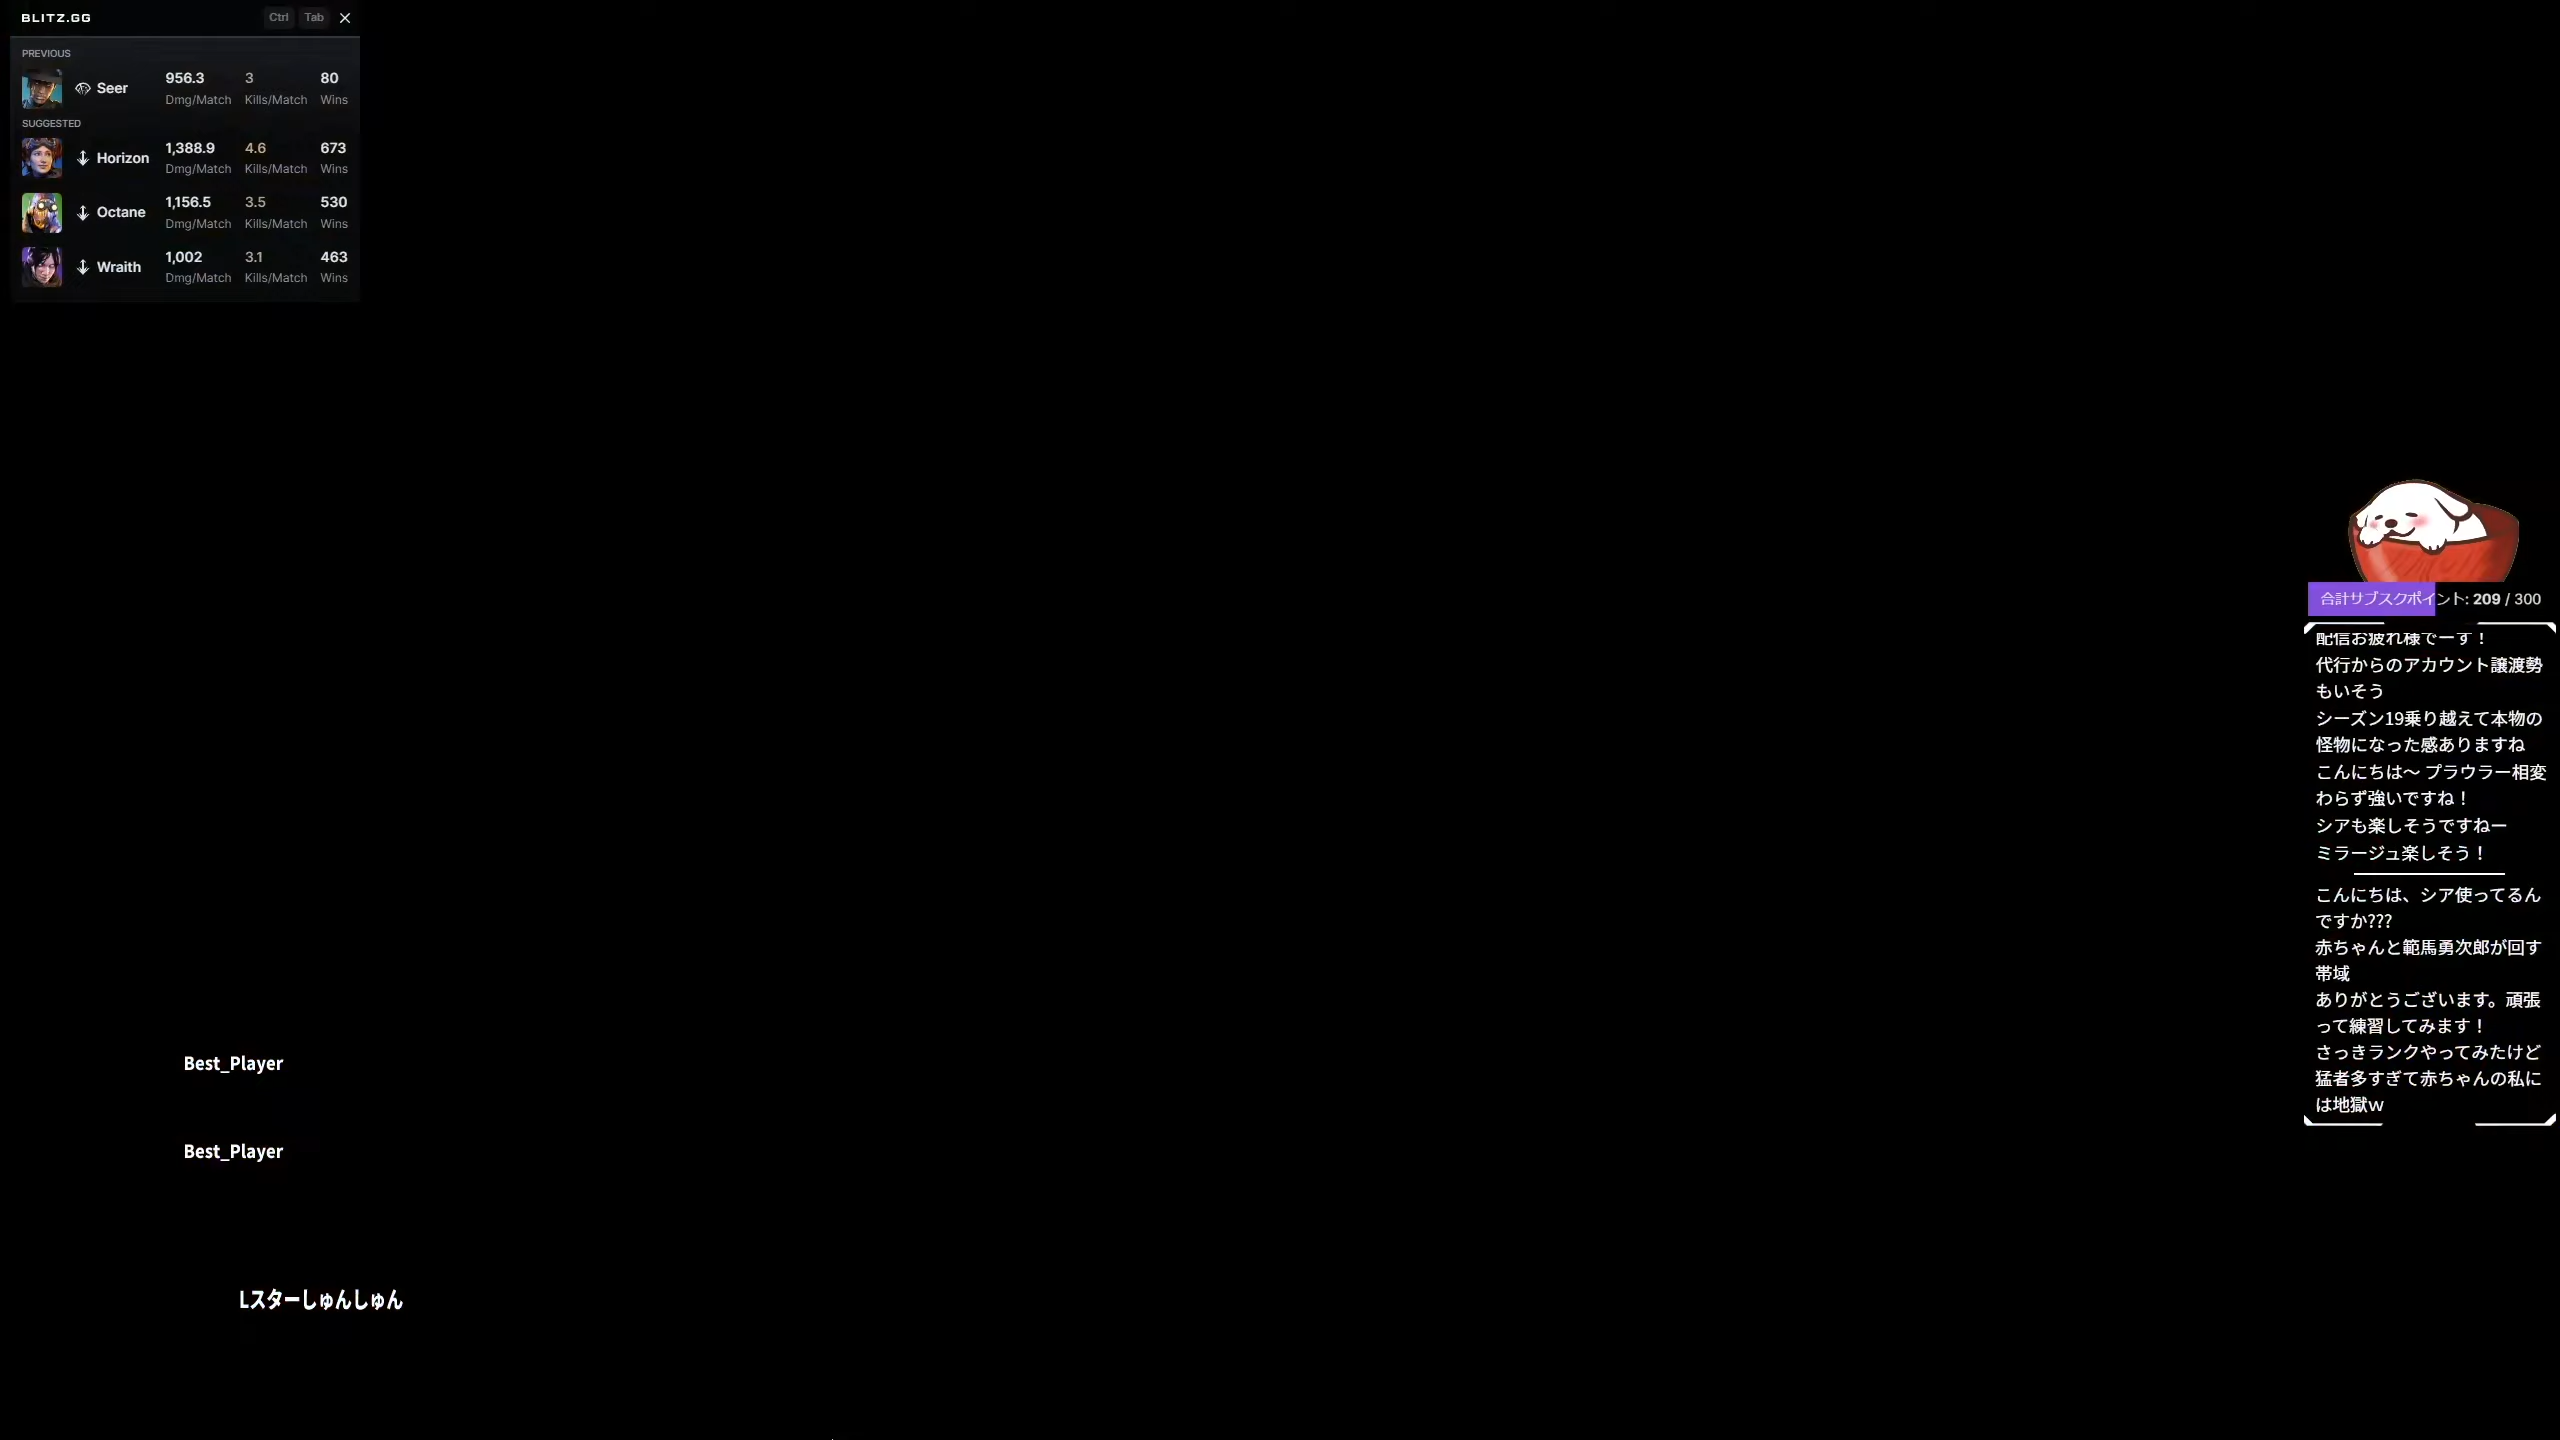 BLITZ.GG Ctrl Tab
PREVIOUS
Seer 956.3 3 80
Dmg/Match Kills/Match Wins
SUGGESTED
Horizon 1,388.9 4.6 673
Dmg/Match Kills/Match Wins
Octane 1,156.5 3.5 530
Dmg/Match Kills/Match Wins
Wraith 1,002 3.1 463
Dmg/Match Kills/Match Wins
合計サブスクポイント: 209 / 300
配信お疲れ様でーす！
代行からのアカウント譲渡勢
もいそう
シーズン19乗り越えて本物の
怪物になった感ありますね
こんにちは～ プラウラー相変
わらず強いですね！
シアも楽しそうですねー
ミラージュ楽しそう！
こんにちは、シア使ってるん
ですか???
赤ちゃんと範馬勇次郎が回す
帯域
ありがとうございます。頑張
って練習してみます！
さっきランクやってみたけど
猛者多すぎて赤ちゃんの私に
は地獄w
Best_Player
Best_Player
Lスターしゅんしゅん